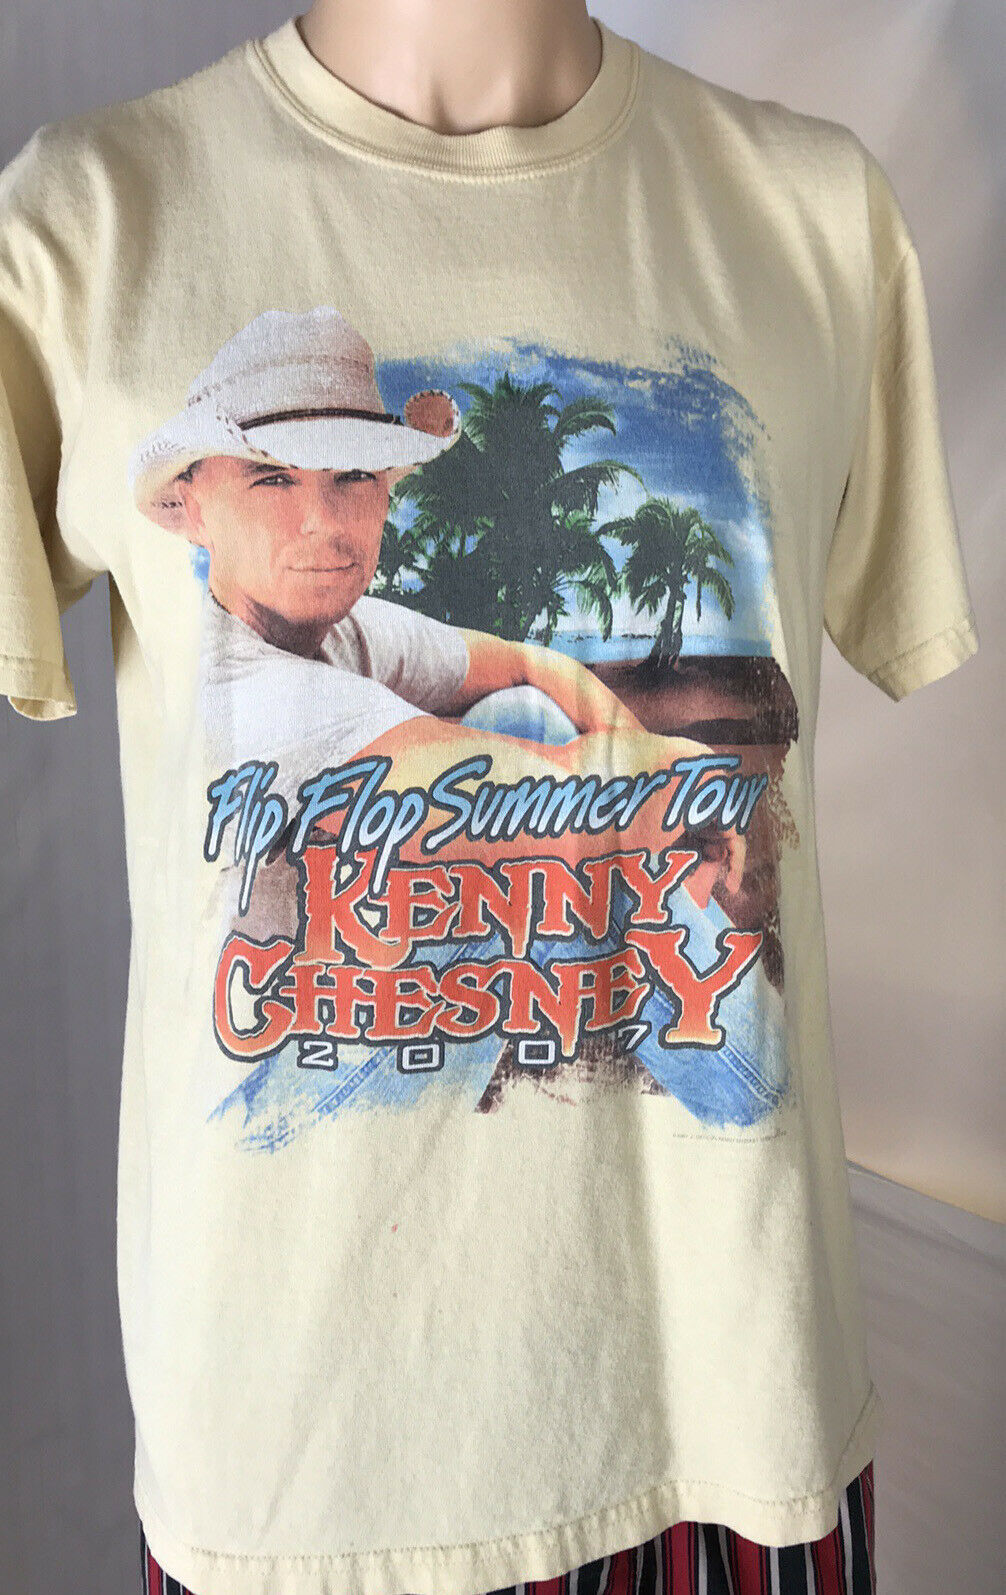 Flip Flop Summer Tour
KENNY
CHESNEY
2007